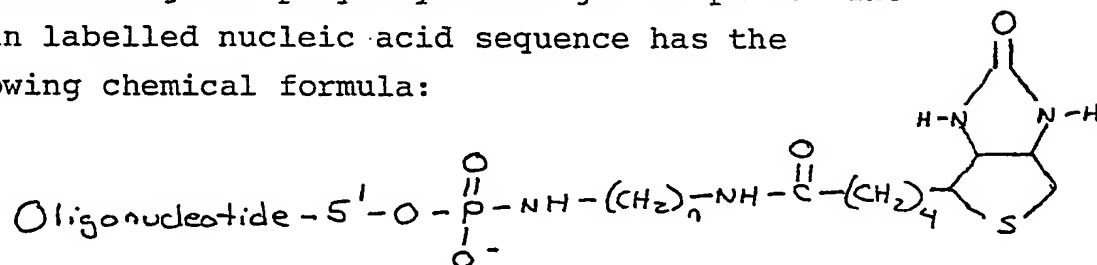 n labelled nucleic acid sequence has the
wing chemical formula:
O
H-N N-H
O O
Oligonucleotide-5'-O-P-NH-(CH2)n-NH-C-(CH2)4
O- S